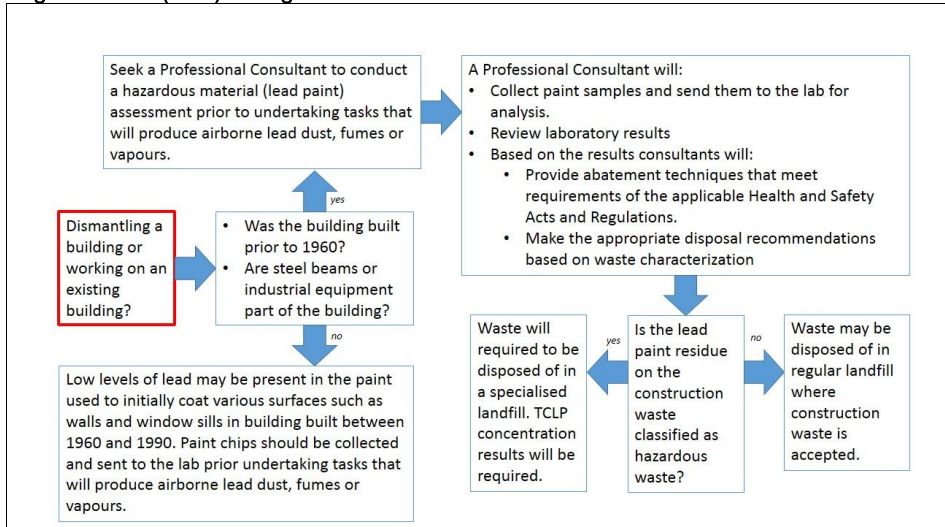 Seek a Professional Consultant to conduct
a hazardous material (lead paint)
assessment prior to undertaking tasks that
will produce airborne lead dust, fumes or
vapours.
A Professional Consultant will:
• Collect paint samples and send them to the lab for
analysis.
• Review laboratory results
• Based on the results consultants will:
• Provide abatement techniques that meet
requirements of the applicable Health and Safety
Acts and Regulations.
• Make the appropriate disposal recommendations
based on waste characterization
yes
Dismantling a
building or
working on an
existing
building?
• Was the building built
prior to 1960?
• Are steel beams or
industrial equipment
part of the building?
no
Low levels of lead may be present in the paint
used to initially coat various surfaces such as
walls and window sills in building built between
1960 and 1990. Paint chips should be collected
and sent to the lab prior undertaking tasks that
will produce airborne lead dust, fumes or
vapours.
Waste will
required to be
disposed of in
a specialised
landfill. TCLP
concentration
results will be
required.
yes
Is the lead
paint residue
on the
construction
waste
classified as
hazardous
waste?
no
Waste may be
disposed of in
regular landfill
where
construction
waste is
accepted.